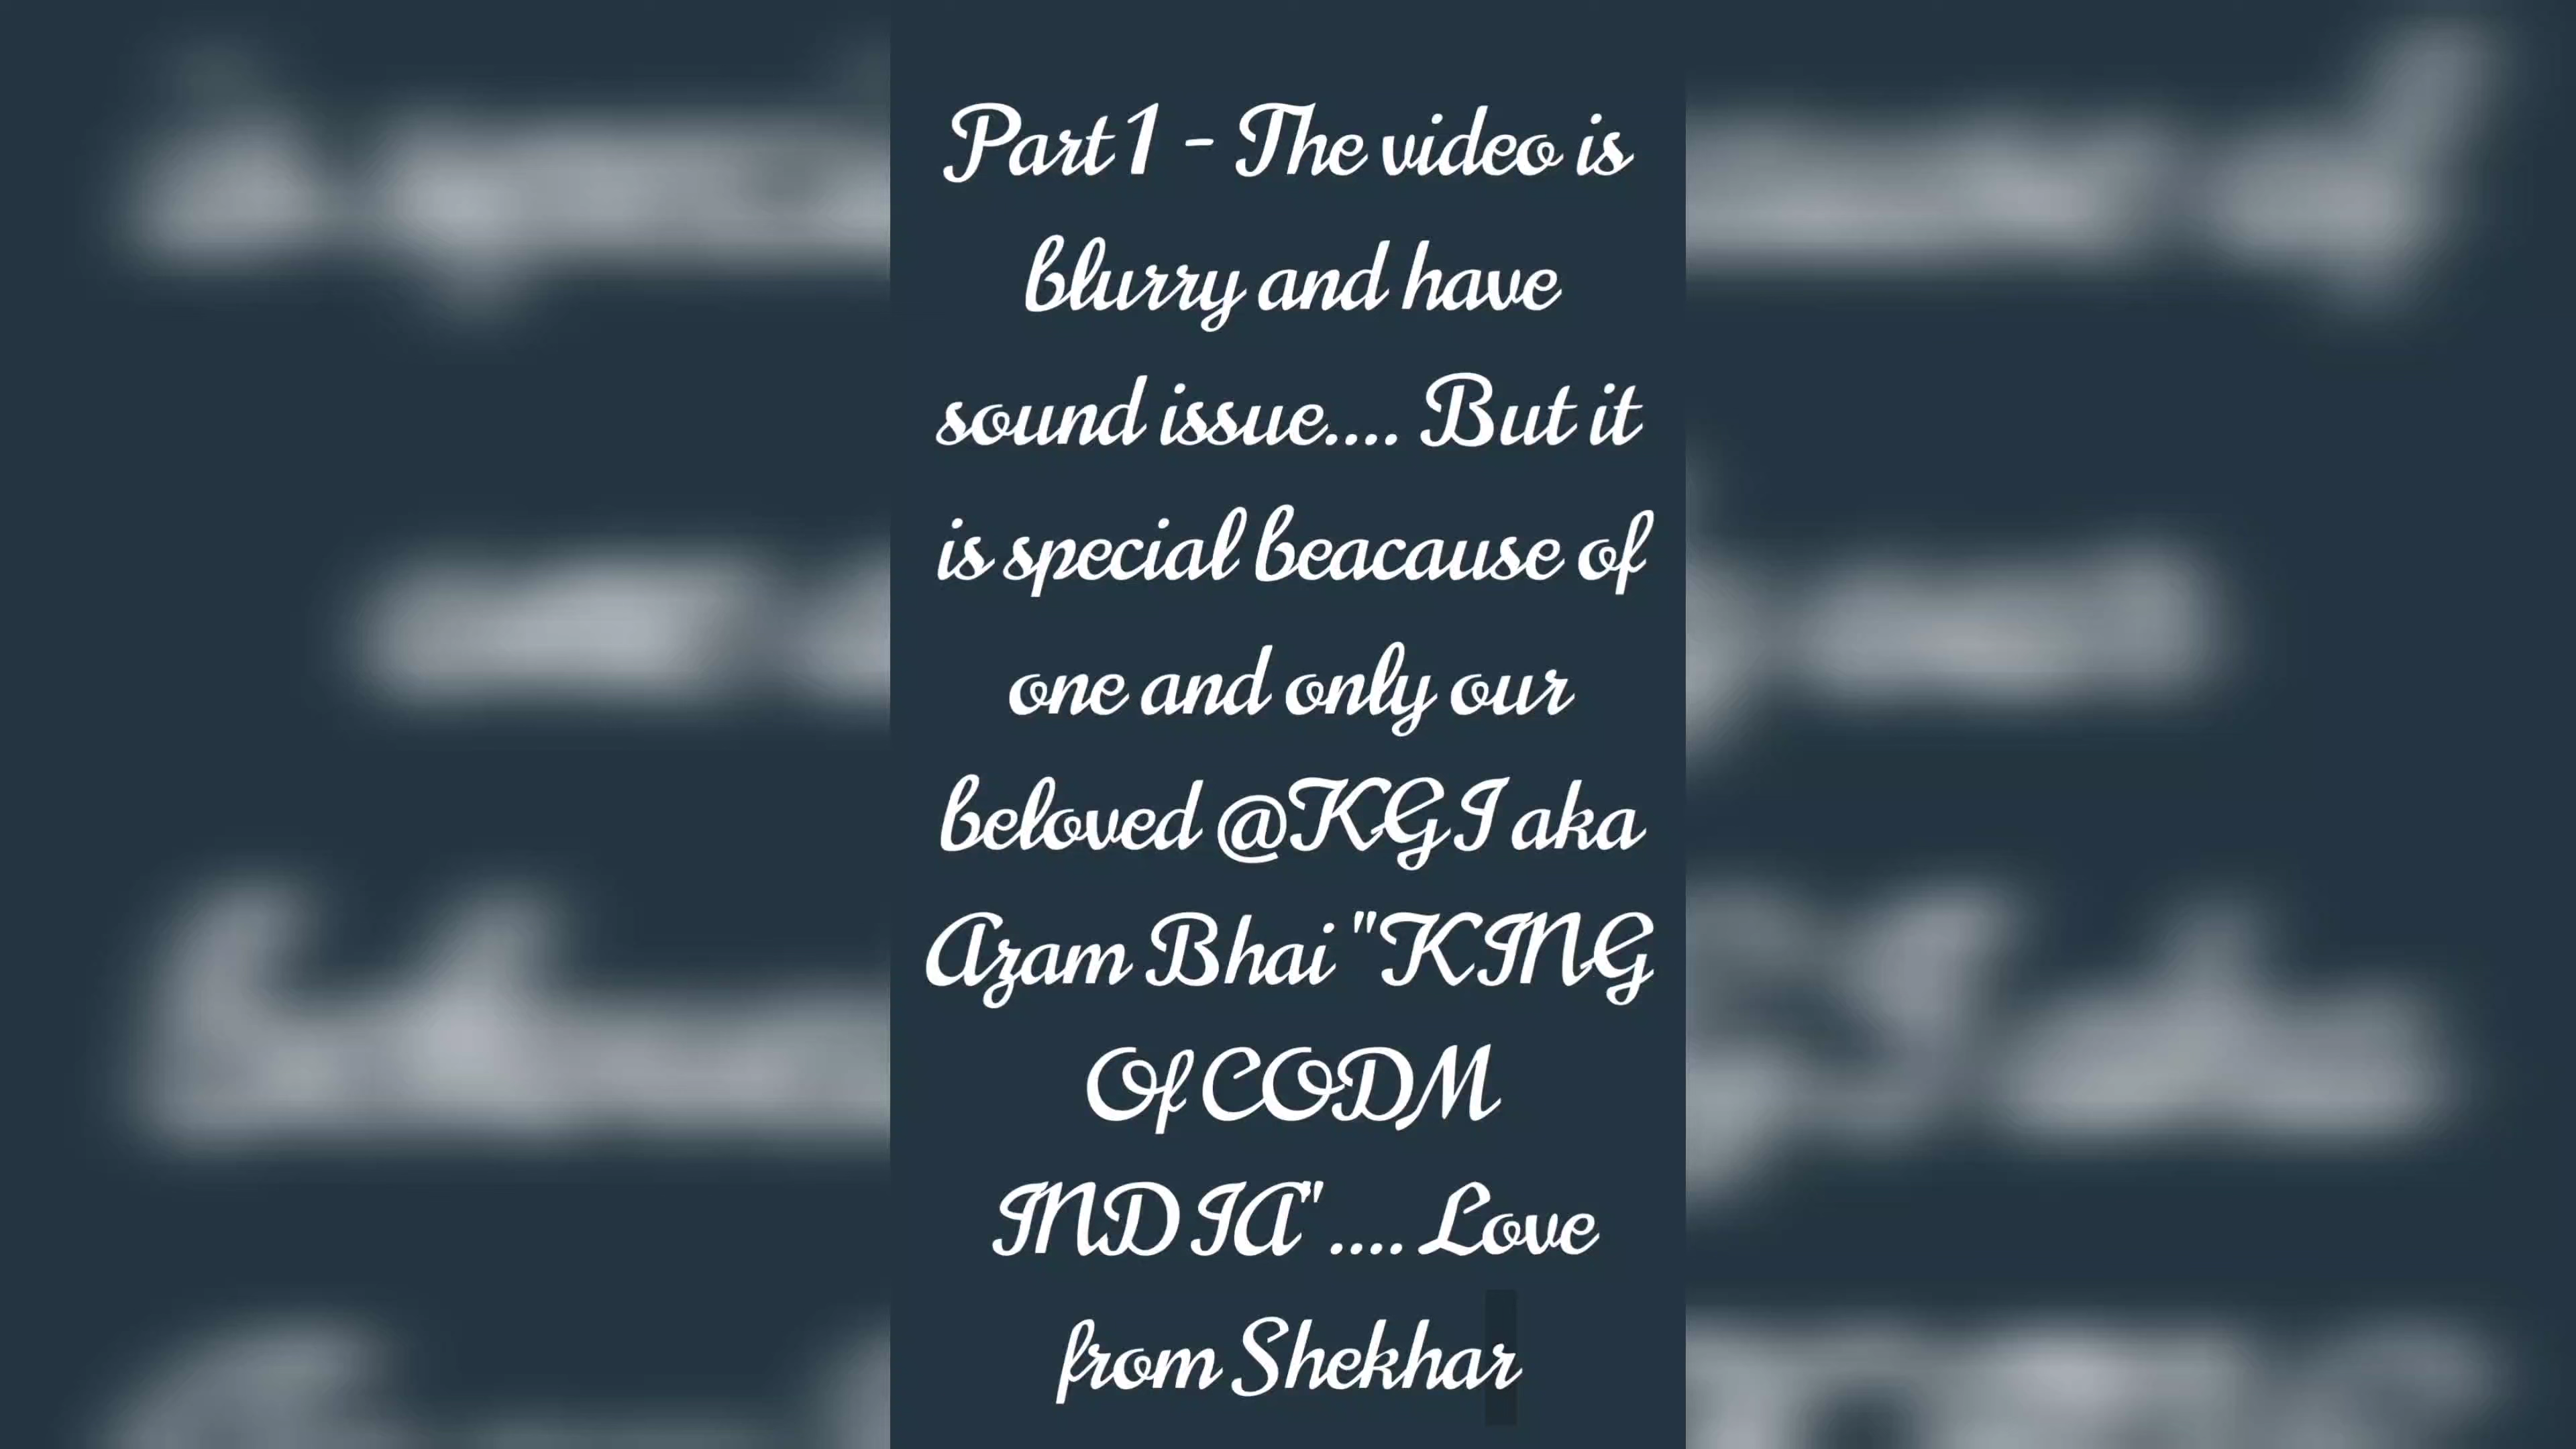 Part 1 - The video is
blurry and have
sound issue.... But it
is special beacause of
one and only our
beloved @KGI aka
Azam Bhai "KING
Of CODM
INDIA".... Love
from Shekhar